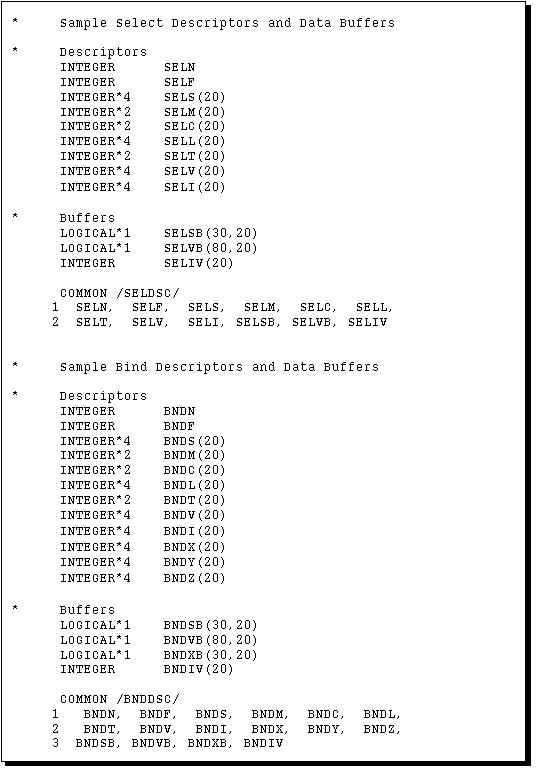 *     Sample Select Descriptors and Data Buffers
*     Descriptors
      INTEGER      SELN
      INTEGER      SELF
      INTEGER*4    SELS(20)
      INTEGER*2    SELM(20)
      INTEGER*2    SELC(20)
      INTEGER*4    SELL(20)
      INTEGER*2    SELT(20)
      INTEGER*4    SELV(20)
      INTEGER*4    SELI(20)
*     Buffers
      LOGICAL*1    SELSB(30,20)
      LOGICAL*1    SELVB(80,20)
      INTEGER      SELIV(20)
      COMMON /SELDSC/
     1  SELN,  SELF,  SELS,  SELM,  SELC,  SELL,
     2  SELT,  SELV,  SELI, SELSB, SELVB, SELIV
*     Sample Bind Descriptors and Data Buffers
*     Descriptors
      INTEGER      BNDN
      INTEGER      BNDF
      INTEGER*4    BNDS(20)
      INTEGER*2    BNDM(20)
      INTEGER*2    BNDC(20)
      INTEGER*4    BNDL(20)
      INTEGER*2    BNDT(20)
      INTEGER*4    BNDV(20)
      INTEGER*4    BNDI(20)
      INTEGER*4    BNDX(20)
      INTEGER*4    BNDY(20)
      INTEGER*4    BNDZ(20)
*     Buffers
      LOGICAL*1    BNDSB(30,20)
      LOGICAL*1    BNDVB(80,20)
      LOGICAL*1    BNDXB(30,20)
      INTEGER      BNDIV(20)
      COMMON /BNDDSC/
     1   BNDN,  BNDF,  BNDS,  BNDM,  BNDC,  BNDL,
     2   BNDT,  BNDV,  BNDI,  BNDX,  BNDY,  BNDZ,
     3  BNDSB, BNDVB, BNDXB, BNDIV